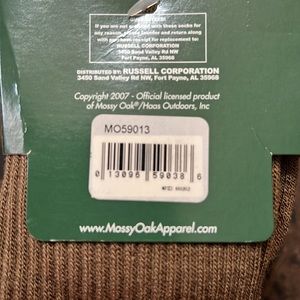 If you are not satisfied with these socks for
any reason, please launder and return along
with purchase receipt for replacement to:
RUSSELL CORPORATION
3450 Sand Valley Rd NW,
Fort Payne, AL 35968
DISTRIBUTED BY: RUSSELL CORPORATION
3450 Sand Valley Rd NW, Fort Payne, AL 35968
Copyright 2007 - Official licensed product
of Mossy Oak®/Haas Outdoors, Inc
MO59013
0 13096 59038 6
www.MossyOakApparel.com